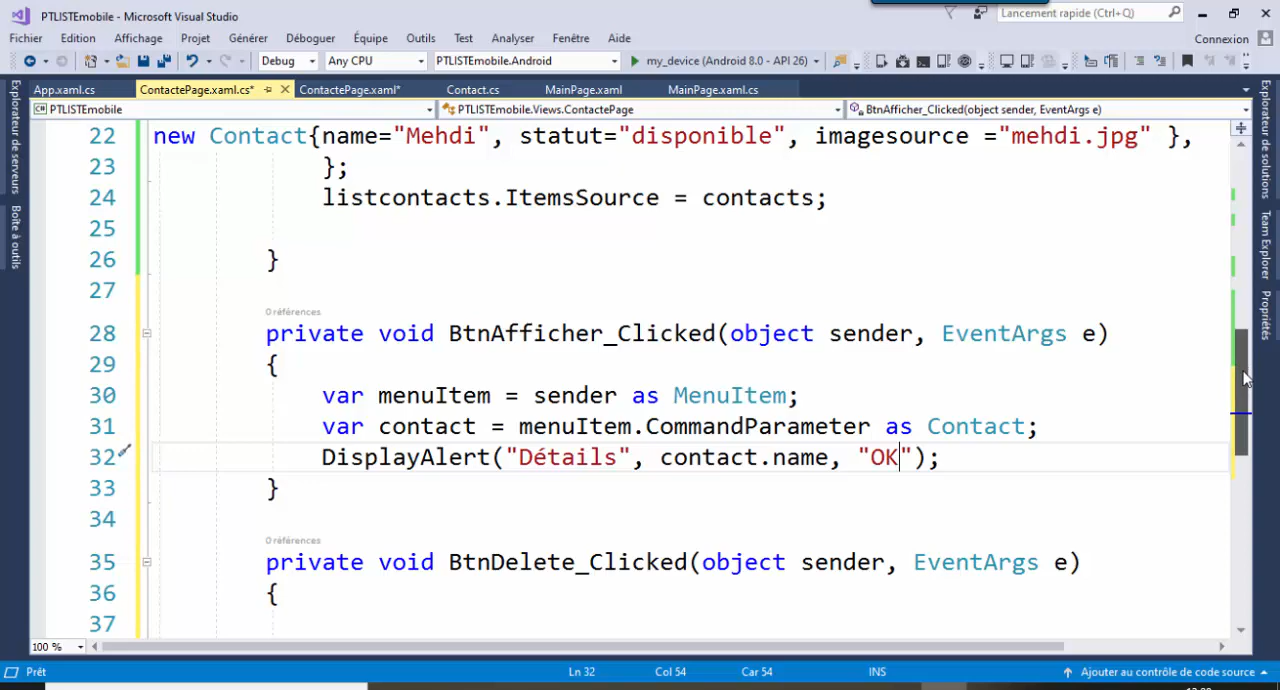 PTLISTEmobile - Microsoft Visual Studio
Lancement rapide (Ctrl+Q)
Fichier Edition Affichage Projet Générer Déboguer Équipe Outils Test Analyser Fenêtre Aide
Connexion
Debug Any CPU PTLISTEmobile.Android my_device (Android 8.0 - API 26)
App.xaml.cs ContactePage.xaml.cs* ContactePage.xaml* Contact.cs MainPage.xaml MainPage.xaml.cs
PTLISTEmobile PTLISTEmobile.Views.ContactePage BtnAfficher_Clicked(object sender, EventArgs e)
Explorateur de serveurs
Boîte à outils
Explorateur de solutions
Team Explorer
Propriétés
22 new Contact{name="Mehdi", statut="disponible", imagesource ="mehdi.jpg" },
23 };
24 listcontacts.ItemsSource = contacts;
25
26 }
27
0 références
28 private void BtnAfficher_Clicked(object sender, EventArgs e)
29 {
30 var menuItem = sender as MenuItem;
31 var contact = menuItem.CommandParameter as Contact;
32 DisplayAlert("Détails", contact.name, "OK");
33 }
34
0 références
35 private void BtnDelete_Clicked(object sender, EventArgs e)
36 {
37
100 %
Prêt Ln 32 Col 54 Car 54 INS Ajouter au contrôle de code source